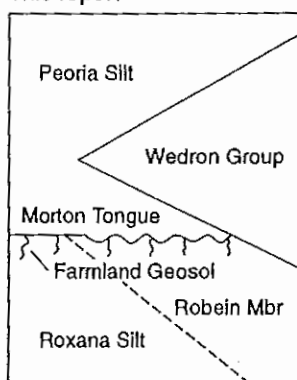 Peoria Silt
Wedron Group
Morton Tongue
Farmland Geosol
Robein Mbr
Roxana Silt